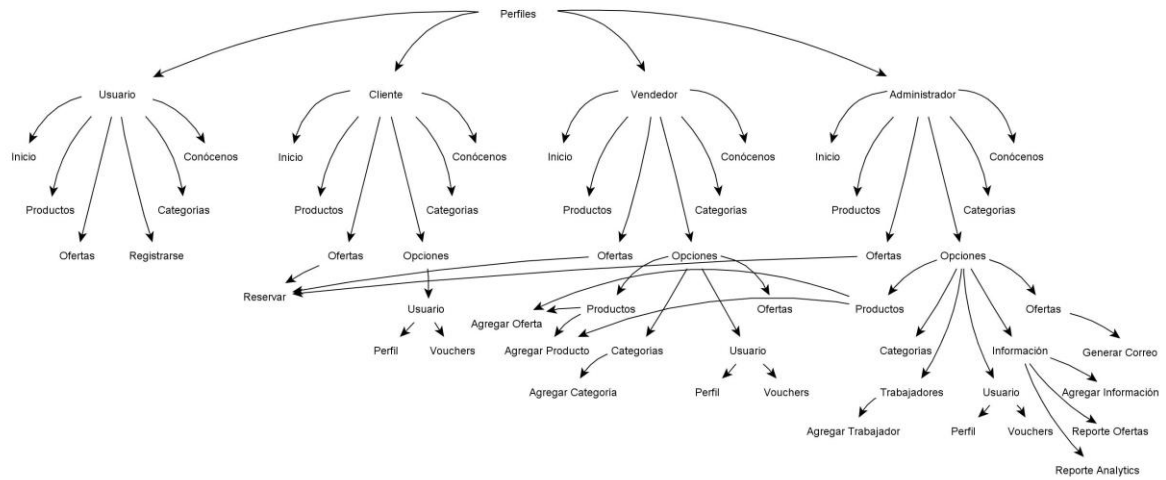 Perfiles
Usuario
Cliente
Vendedor
Administrador
Inicio
Conócenos
Inicio
Conócenos
Inicio
Conócenos
Inicio
Conócenos
Productos
Categorias
Productos
Categorias
Productos
Categorias
Productos
Categorias
Ofertas
Registrarse
Ofertas
Opciones
Ofertas
Opciones
Ofertas
Opciones
Reservar
Usuario
Productos
Ofertas
Productos
Ofertas
Agregar Oferta
Perfil
Vouchers
Agregar Producto
Categorias
Usuario
Categorias
Información
Generar Correo
Agregar Categoria
Perfil
Vouchers
Trabajadores
Usuario
Agregar Información
Agregar Trabajador
Perfil
Vouchers
Reporte Ofertas
Reporte Analytics